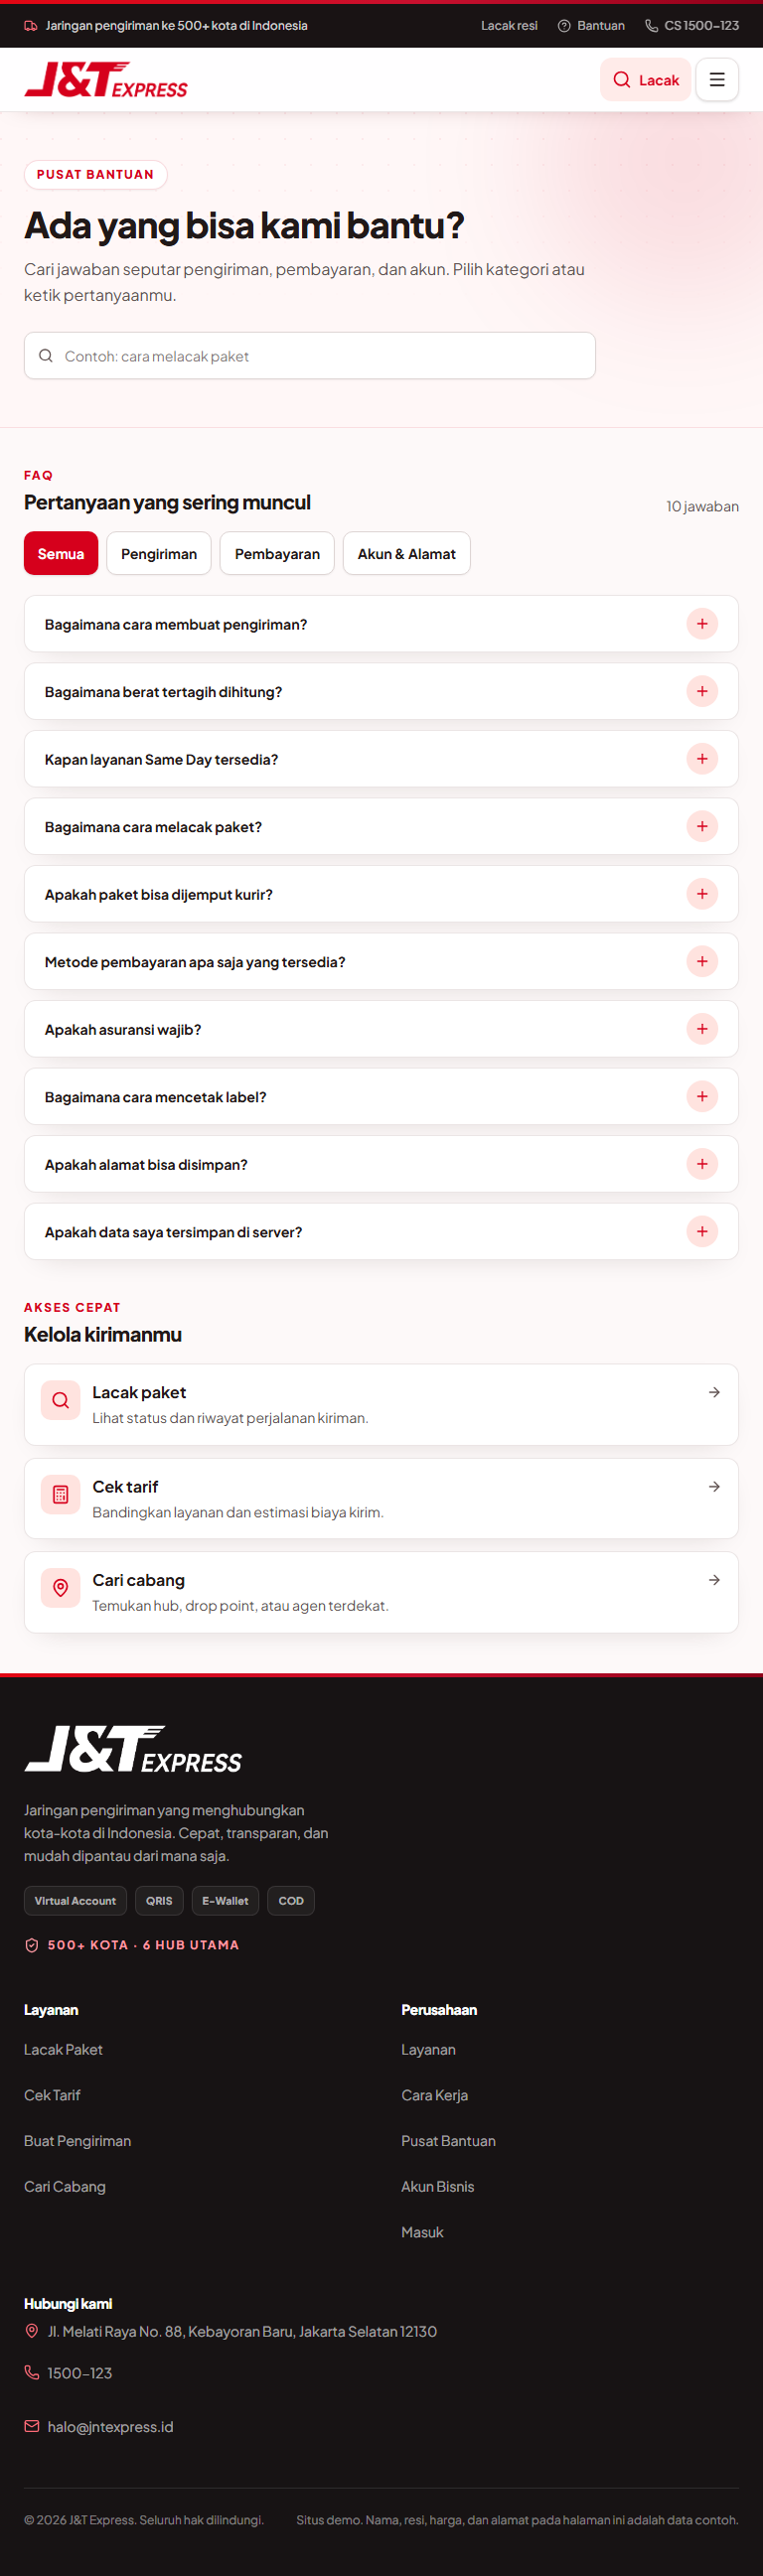 Jaringan pengiriman ke 500+ kota di Indonesia
Lacak resi
Bantuan
CS 1500-123
J&T EXPRESS
Lacak
PUSAT BANTUAN
Ada yang bisa kami bantu?
Cari jawaban seputar pengiriman, pembayaran, dan akun. Pilih kategori atau
ketik pertanyaanmu.
Contoh: cara melacak paket
FAQ
Pertanyaan yang sering muncul
10 jawaban
Semua
Pengiriman
Pembayaran
Akun & Alamat
Bagaimana cara membuat pengiriman?
Bagaimana berat tertagih dihitung?
Kapan layanan Same Day tersedia?
Bagaimana cara melacak paket?
Apakah paket bisa dijemput kurir?
Metode pembayaran apa saja yang tersedia?
Apakah asuransi wajib?
Bagaimana cara mencetak label?
Apakah alamat bisa disimpan?
Apakah data saya tersimpan di server?
AKSES CEPAT
Kelola kirimanmu
Lacak paket
Lihat status dan riwayat perjalanan kiriman.
Cek tarif
Bandingkan layanan dan estimasi biaya kirim.
Cari cabang
Temukan hub, drop point, atau agen terdekat.
J&T EXPRESS
Jaringan pengiriman yang menghubungkan
kota-kota di Indonesia. Cepat, transparan, dan
mudah dipantau dari mana saja.
Virtual Account
QRIS
E-Wallet
COD
500+ KOTA · 6 HUB UTAMA
Layanan
Lacak Paket
Cek Tarif
Buat Pengiriman
Cari Cabang
Perusahaan
Layanan
Cara Kerja
Pusat Bantuan
Akun Bisnis
Masuk
Hubungi kami
Jl. Melati Raya No. 88, Kebayoran Baru, Jakarta Selatan 12130
1500-123
halo@jntexpress.id
© 2026 J&T Express. Seluruh hak dilindungi.
Situs demo. Nama, resi, harga, dan alamat pada halaman ini adalah data contoh.